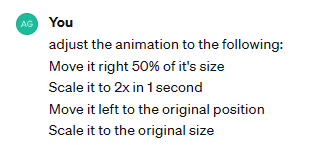 AG
You
adjust the animation to the following:
Move it right 50% of it's size
Scale it to 2x in 1 second
Move it left to the original position
Scale it to the original size